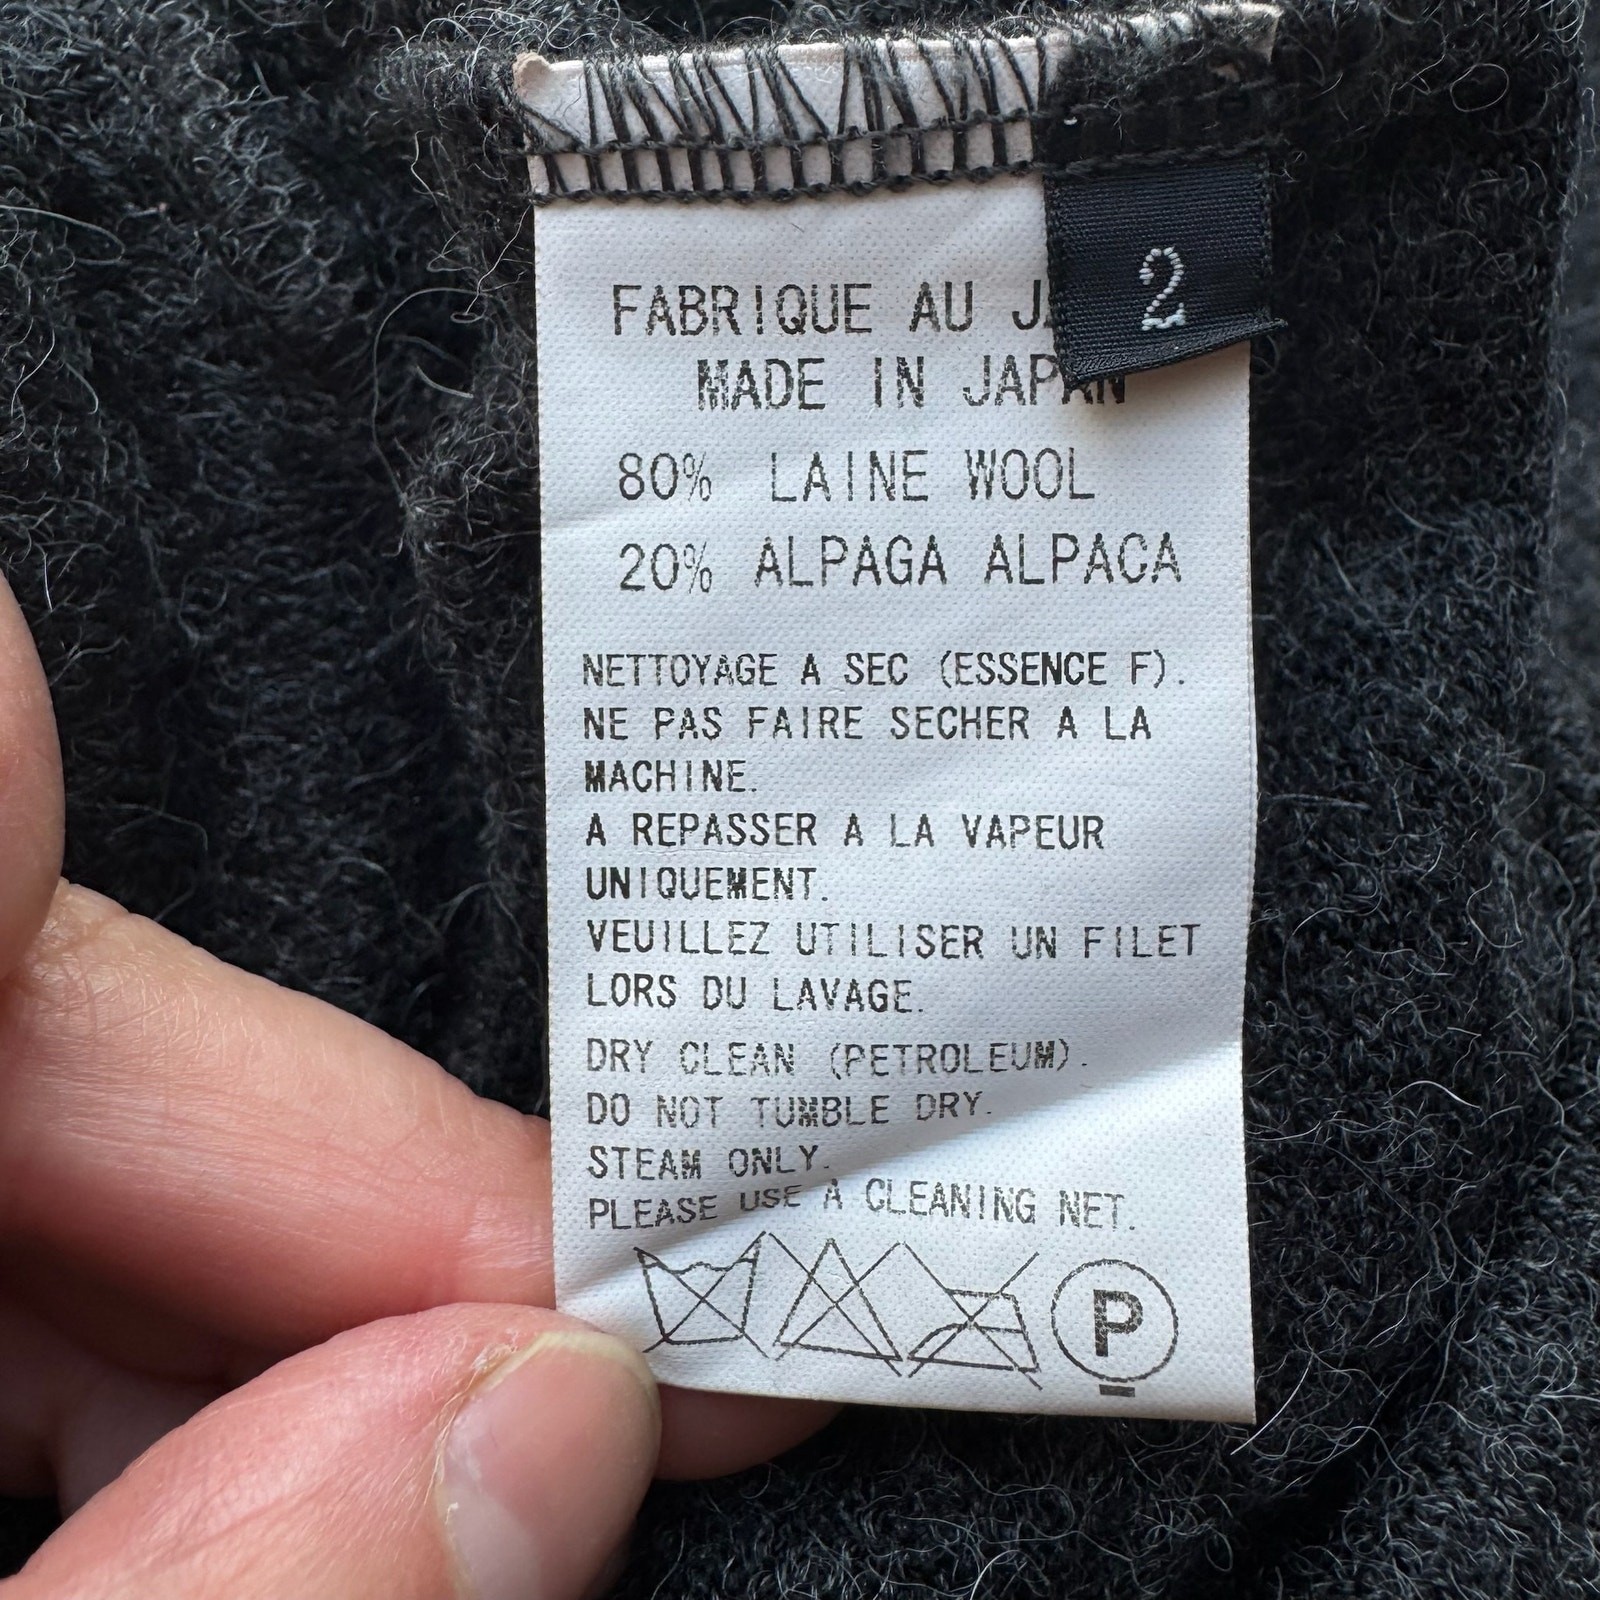 2
FABRIQUE AU
MADE IN JAPAN
80% LAINE WOOL
20% ALPAGA ALPACA
NETTOYAGE A SEC (ESSENCE F).
NE PAS FAIRE SECHER A LA
MACHINE.
A REPASSER A LA VAPEUR
UNIQUEMENT.
VEUILLEZ UTILISER UN FILET
LORS DU LAVAGE.
DRY CLEAN (PETROLEUM).
DO NOT TUMBLE DRY.
STEAM ONLY.
PLEASE USE A CLEANING NET.
P